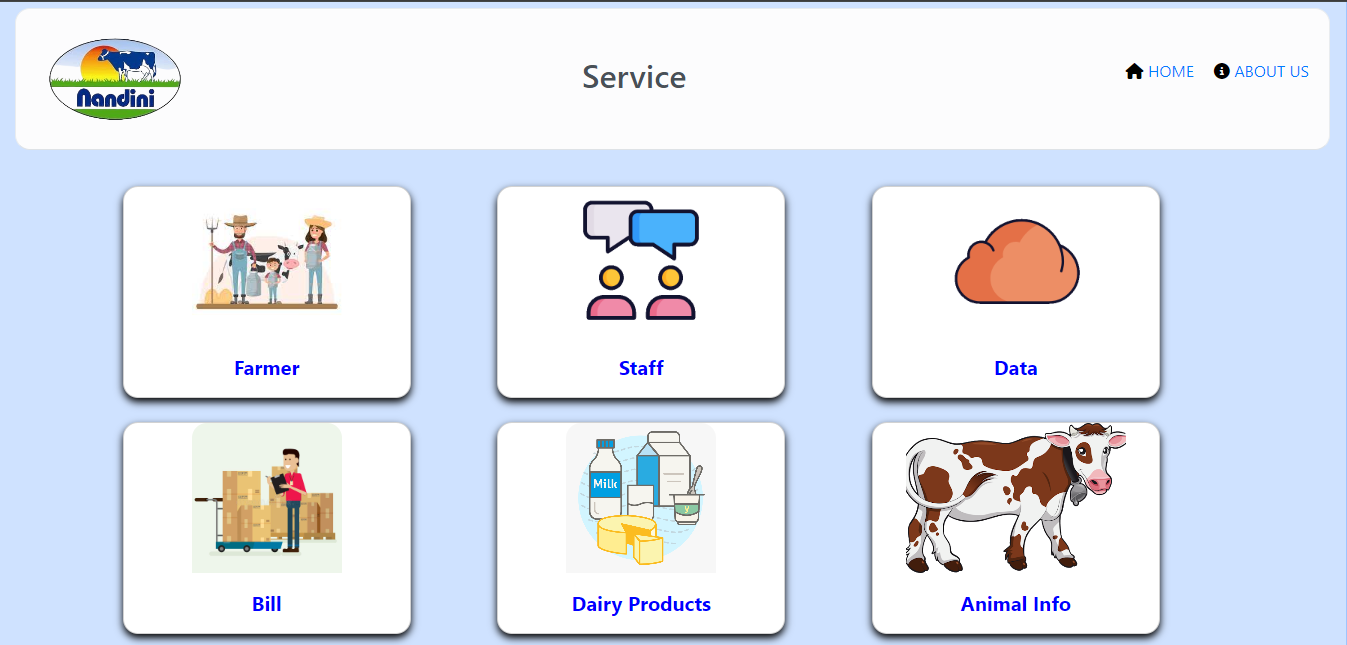 Nandini
Service
HOME
ABOUT US
Farmer
Staff
Data
Milk
y
Bill
Dairy Products
Animal Info